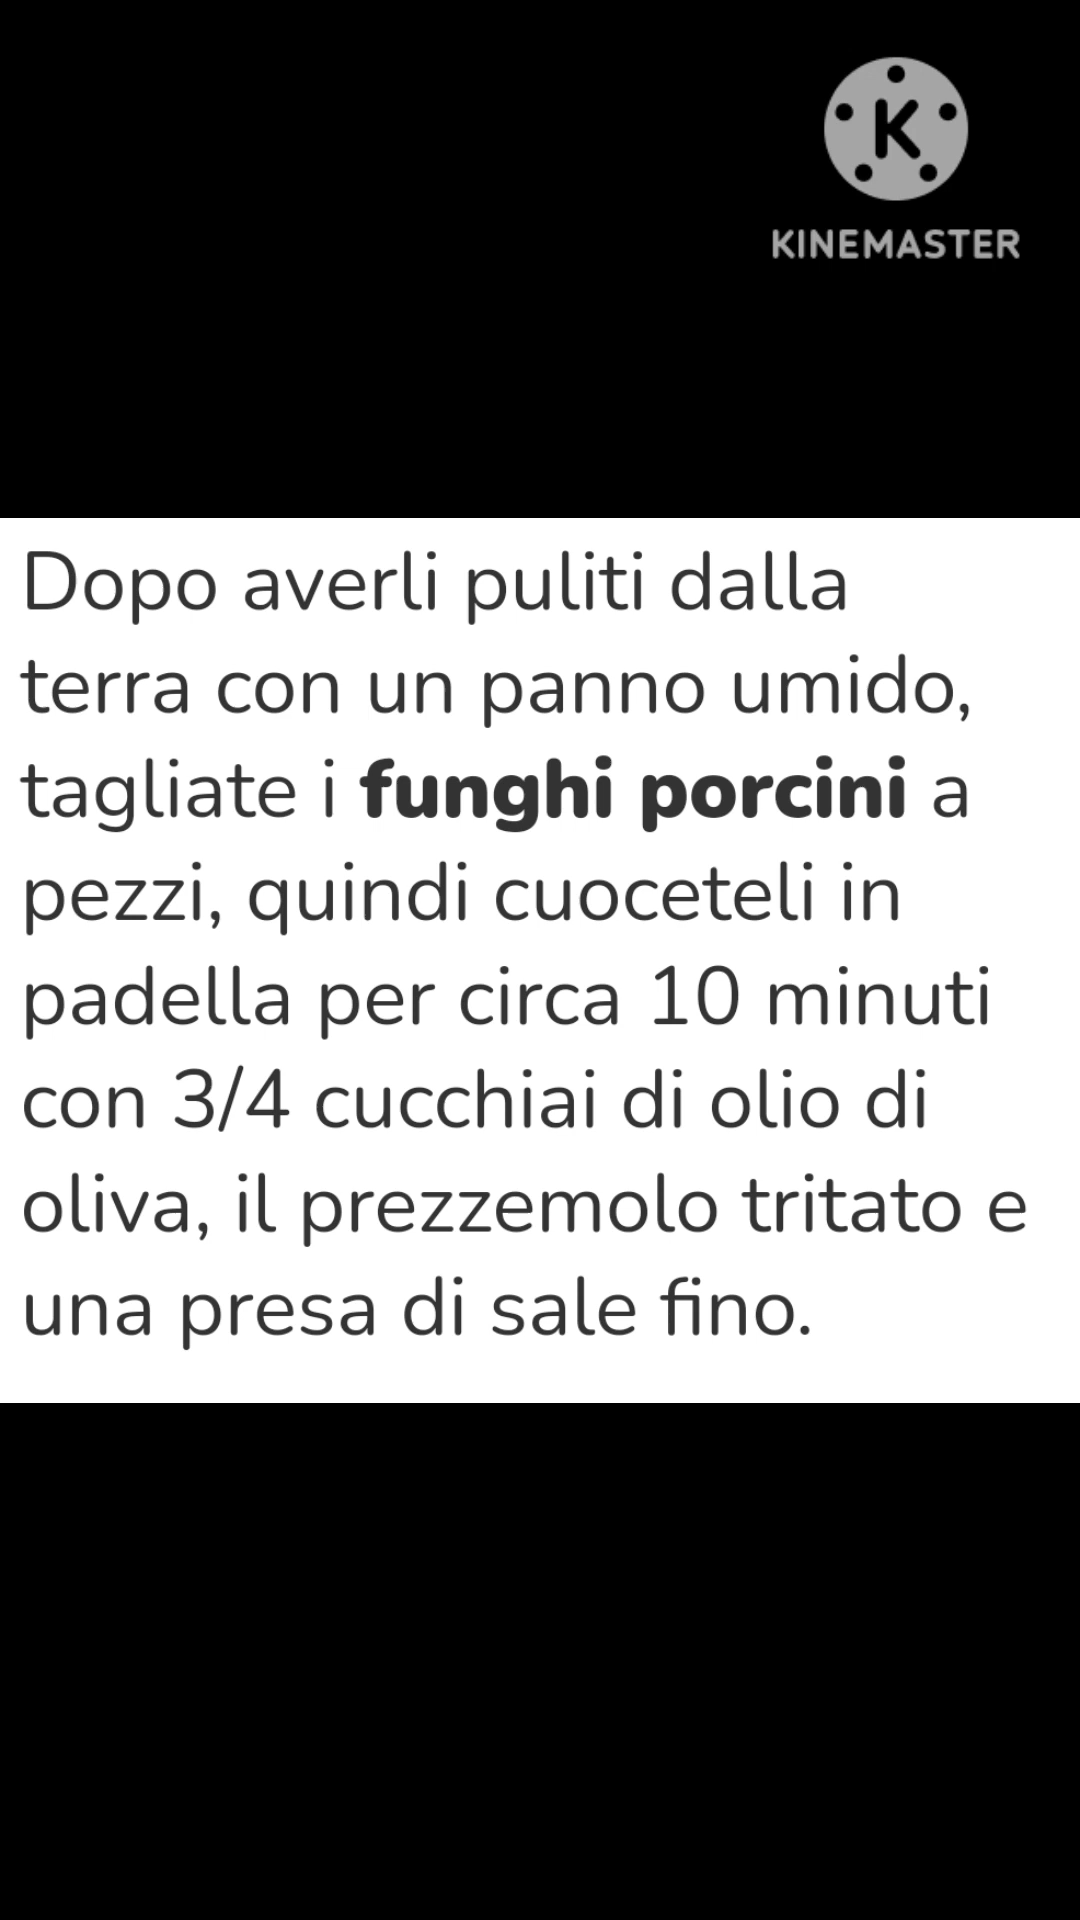 K
KINEMASTER
Dopo averli puliti dalla
terra con un panno umido,
tagliate i funghi porcini a
pezzi, quindi cuoceteli in
padella per circa 10 minuti
con 3/4 cucchiai di olio di
oliva, il prezzemolo tritato e
una presa di sale fino.